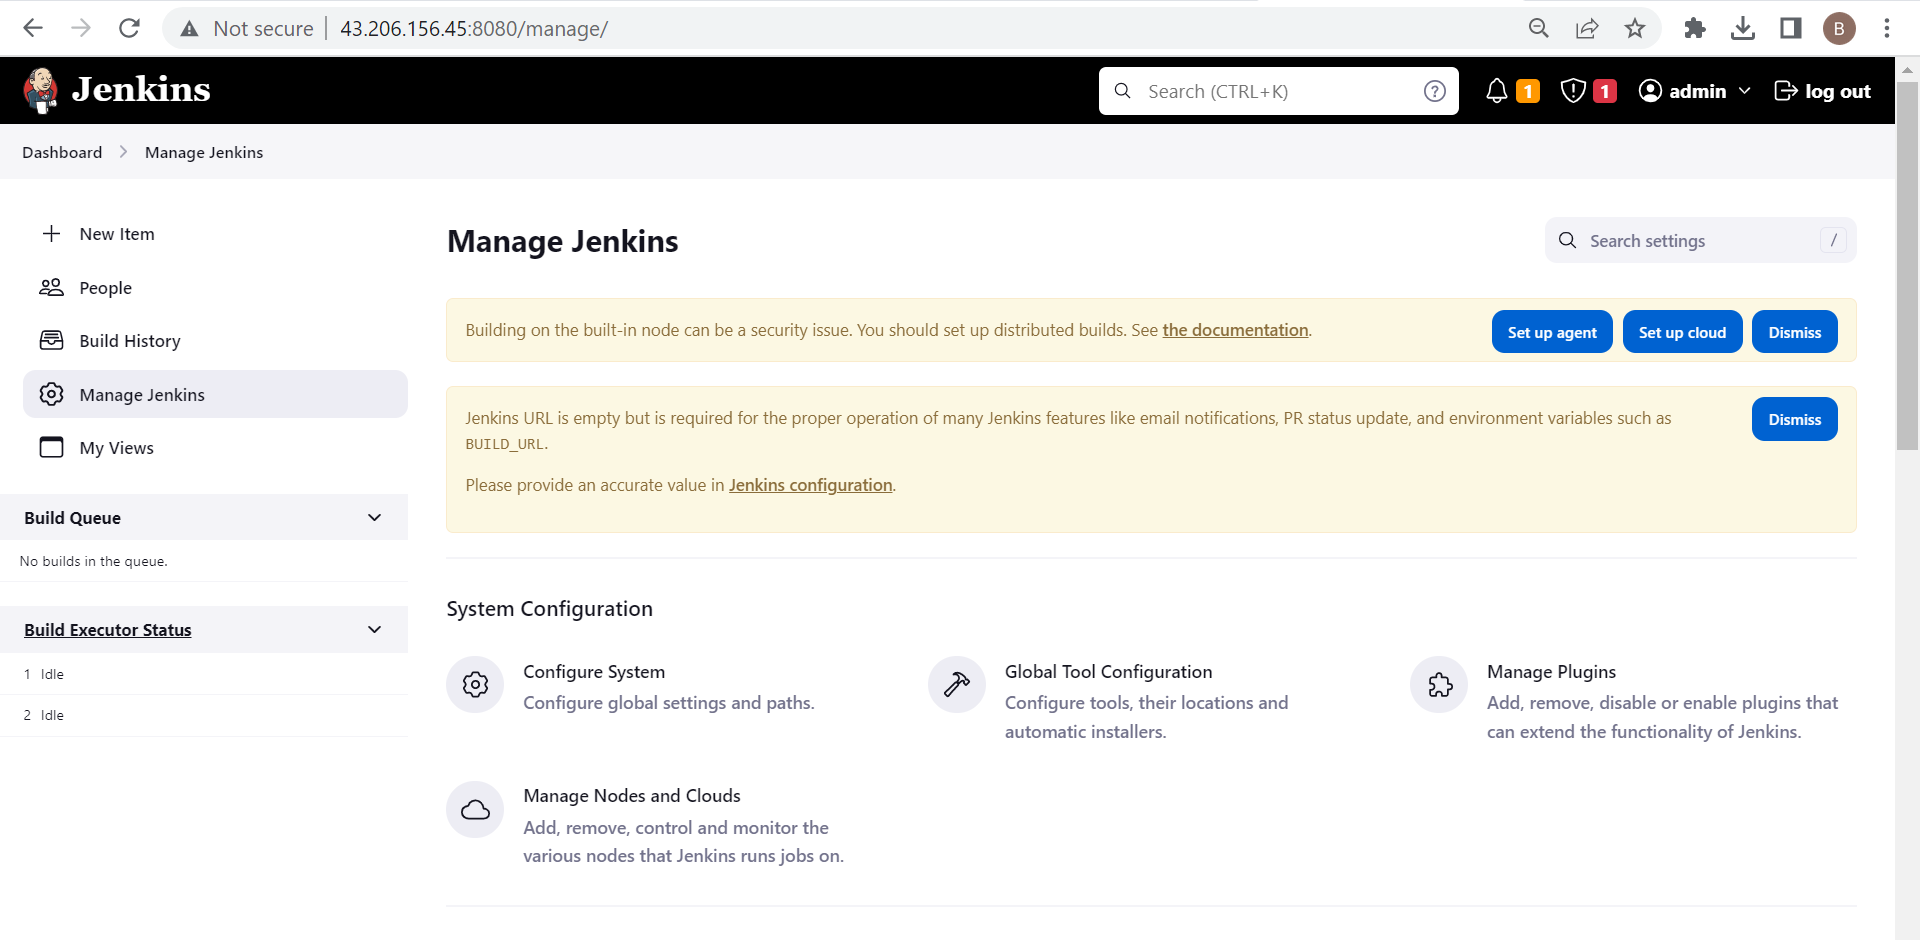 Not secure | 43.206.156.45:8080/manage/
B
Jenkins
Search (CTRL+K)
?
1
1
admin
log out
Dashboard
Manage Jenkins
New Item
People
Build History
Manage Jenkins
My Views
Build Queue
No builds in the queue.
Build Executor Status
1 Idle
2 Idle
Manage Jenkins
Search settings
/
Building on the built-in node can be a security issue. You should set up distributed builds. See the documentation.
Set up agent
Set up cloud
Dismiss
Jenkins URL is empty but is required for the proper operation of many Jenkins features like email notifications, PR status update, and environment variables such as
BUILD_URL.
Dismiss
Please provide an accurate value in Jenkins configuration.
System Configuration
Configure System
Configure global settings and paths.
Global Tool Configuration
Configure tools, their locations and
automatic installers.
Manage Plugins
Add, remove, disable or enable plugins that
can extend the functionality of Jenkins.
Manage Nodes and Clouds
Add, remove, control and monitor the
various nodes that Jenkins runs jobs on.